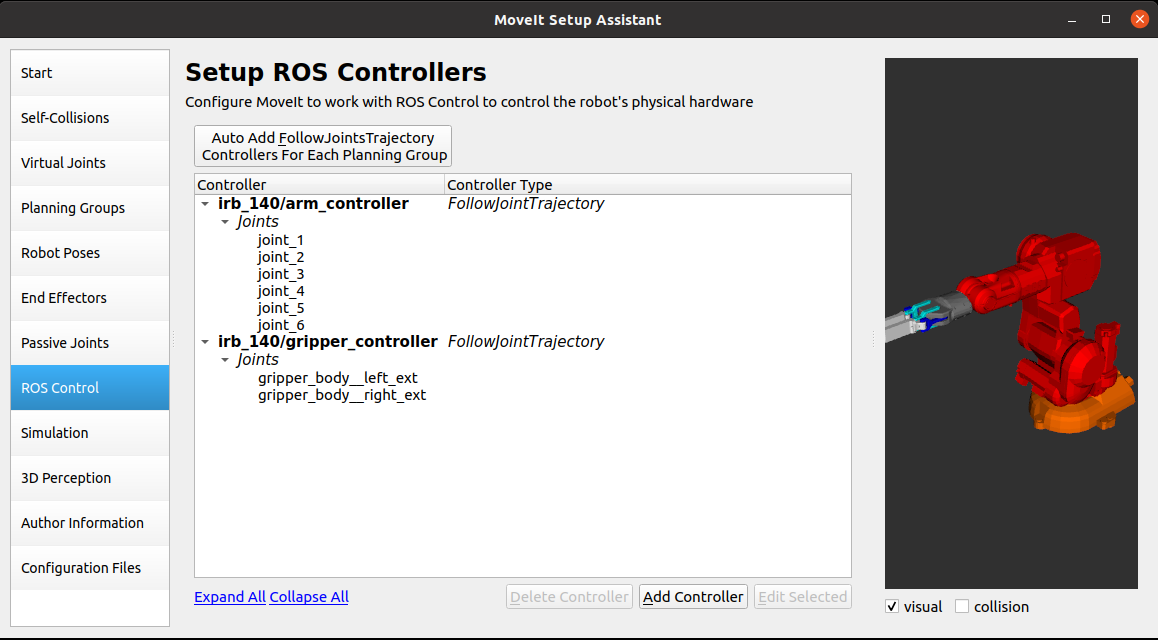 MoveIt Setup Assistant
Start
Self-Collisions
Virtual Joints
Planning Groups
Robot Poses
End Effectors
Passive Joints
ROS Control
Simulation
3D Perception
Author Information
Configuration Files
Setup ROS Controllers
Configure MoveIt to work with ROS Control to control the robot's physical hardware
Auto Add FollowJointsTrajectory
Controllers For Each Planning Group
Controller Controller Type
irb_140/arm_controller FollowJointTrajectory
Joints
joint_1
joint_2
joint_3
joint_4
joint_5
joint_6
irb_140/gripper_controller FollowJointTrajectory
Joints
gripper_body__left_ext
gripper_body__right_ext
Expand All Collapse All Delete Controller Add Controller Edit Selected
visual collision